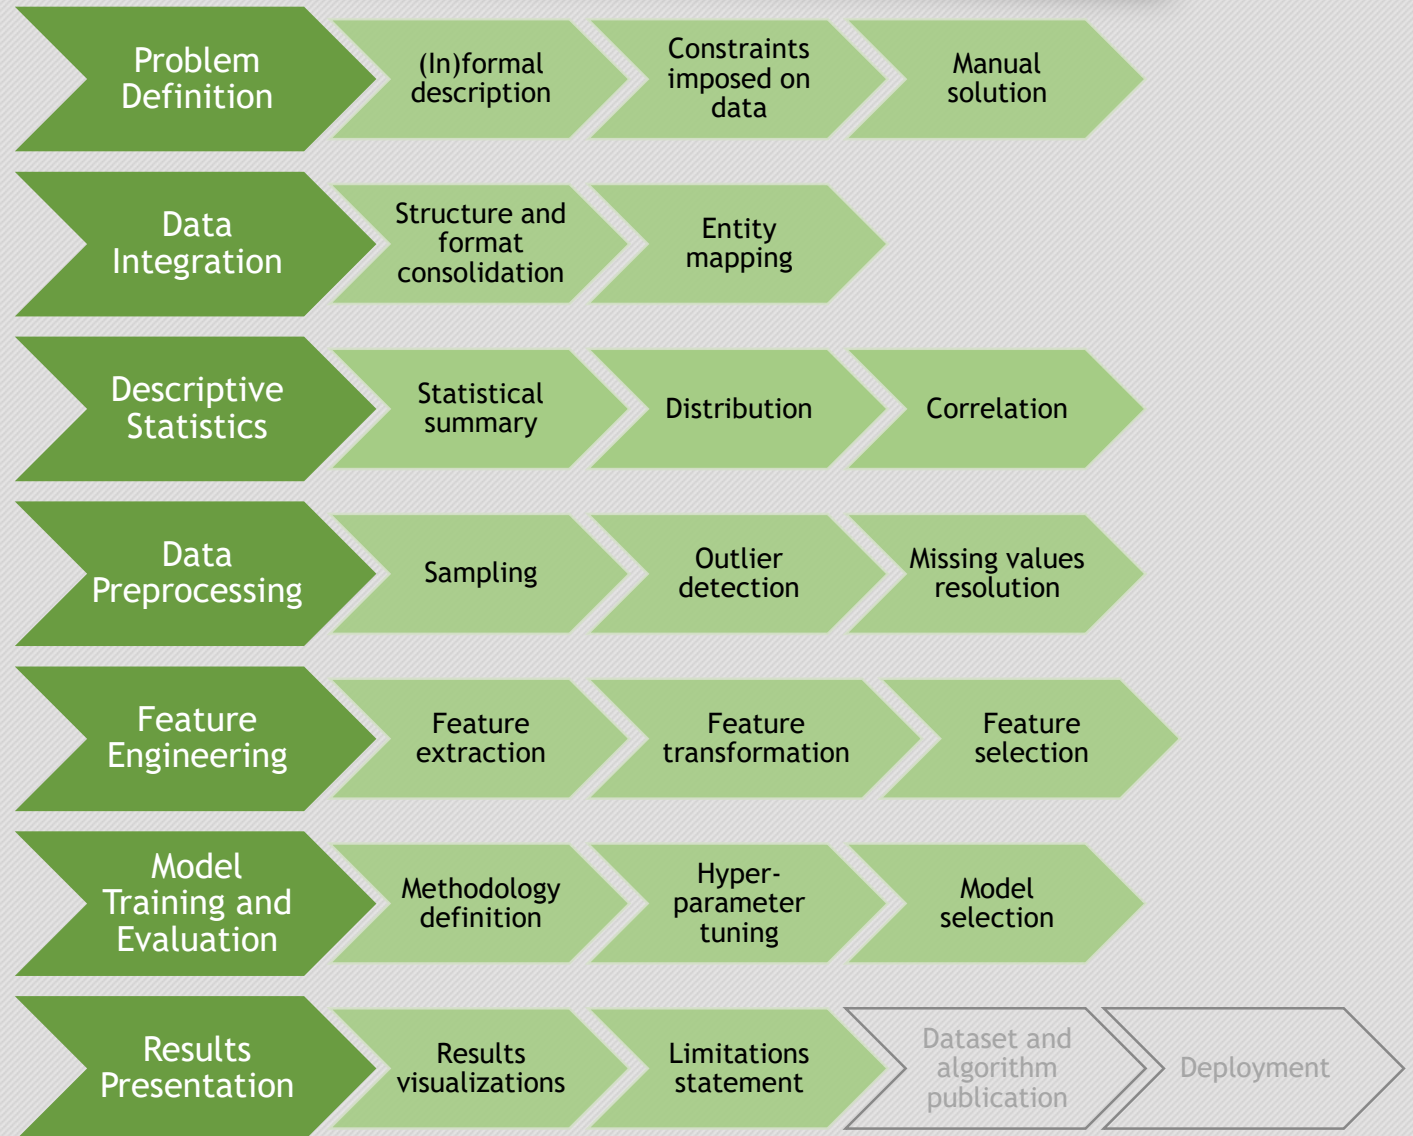 Problem
Definition
(In)formal
description
Constraints
imposed on
data
Manual
solution
Data
Integration
Structure and
format
consolidation
Entity
mapping
Descriptive
Statistics
Statistical
summary
Distribution
Correlation
Data
Preprocessing
Sampling
Outlier
detection
Missing values
resolution
Feature
Engineering
Feature
extraction
Feature
transformation
Feature
selection
Model
Training and
Evaluation
Methodology
definition
Hyper-
parameter
tuning
Model
selection
Results
Presentation
Results
visualizations
Limitations
statement
Dataset and
algorithm
publication
Deployment